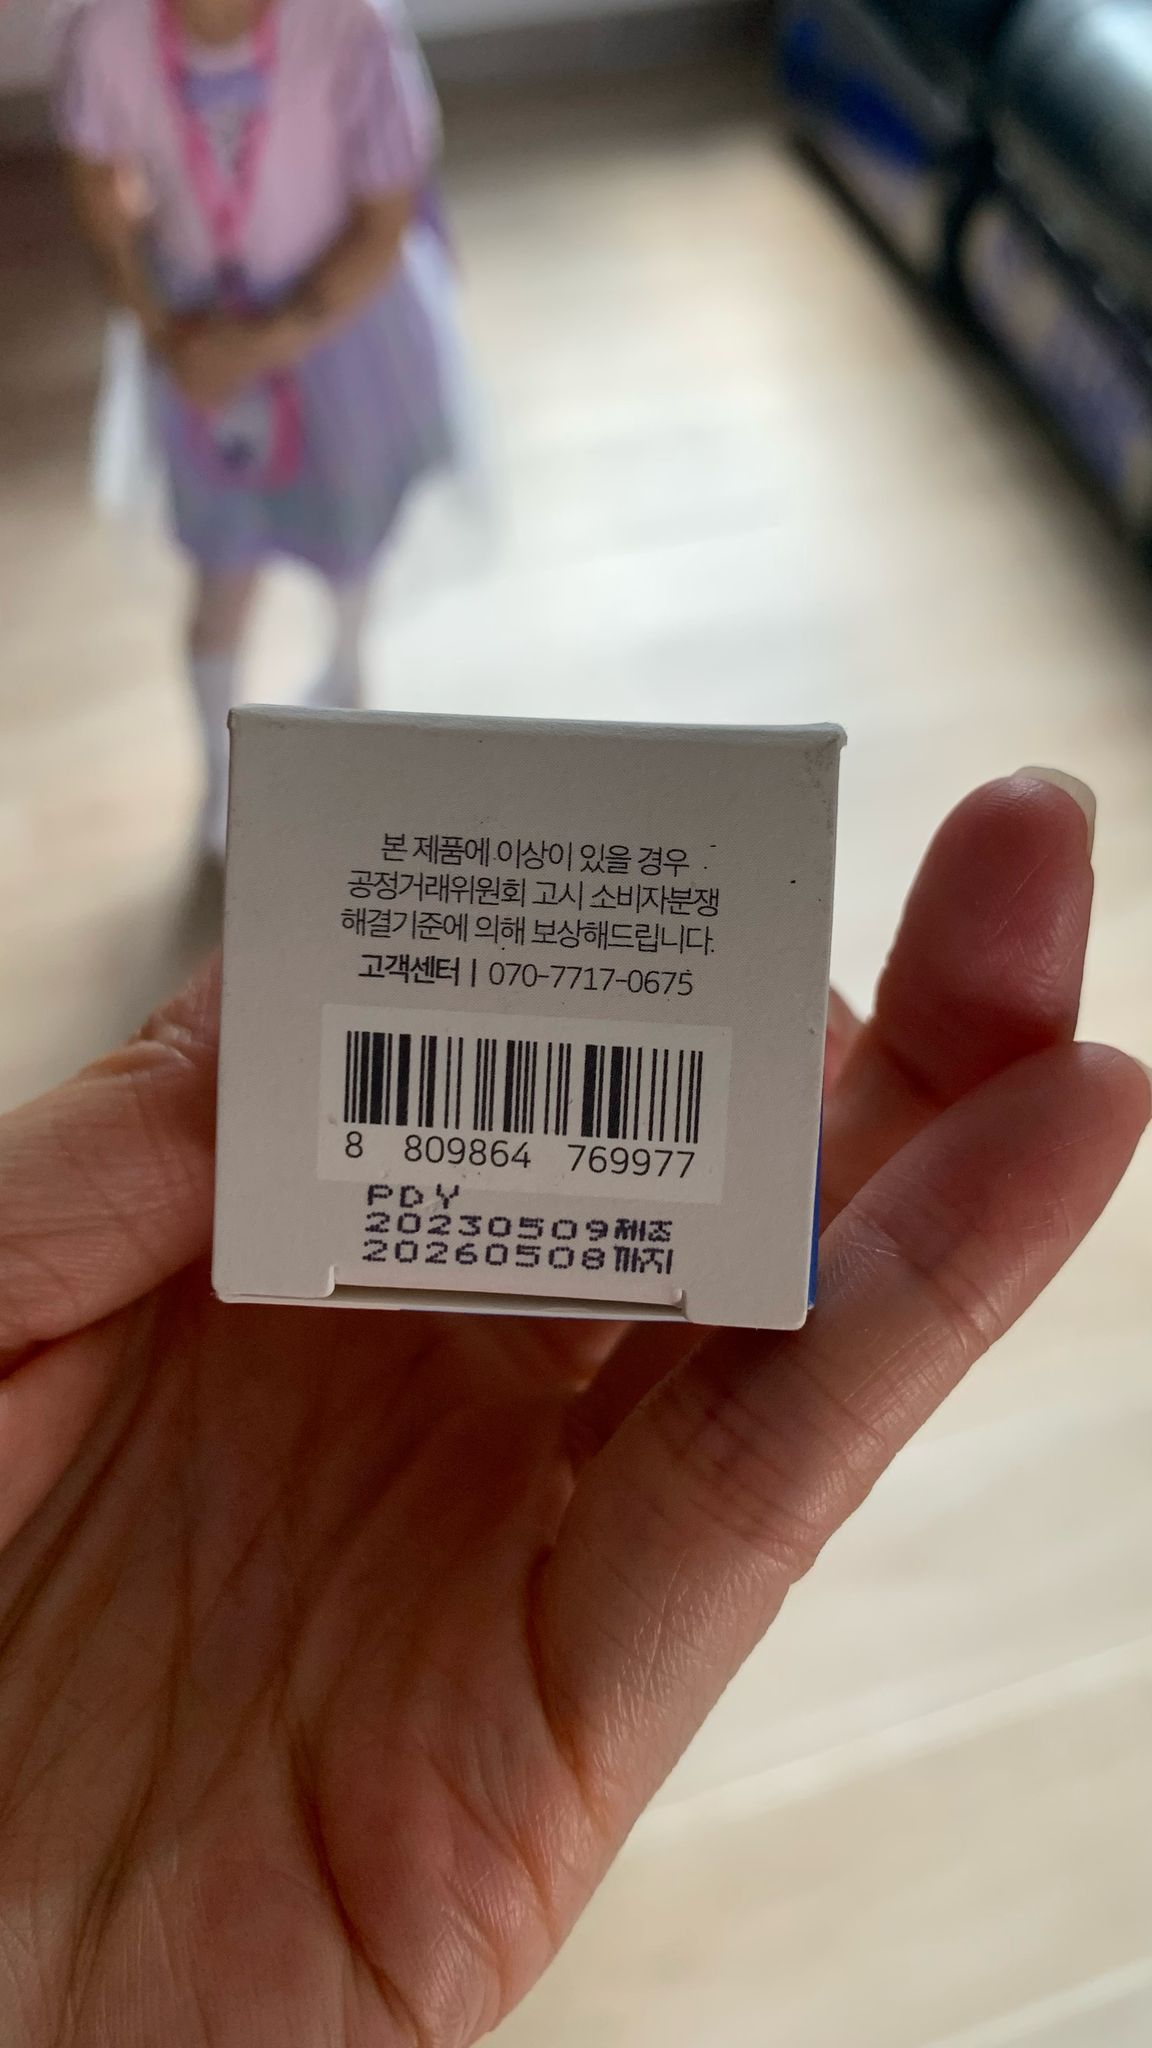 본 제품에 이상이 있을 경우
공정거래위원회 고시 소비자분쟁
해결기준에 의해 보상해드립니다.
고객센터 | 070-7717-0675
8 809864 769977
PDY
20230509제조
20260508까지